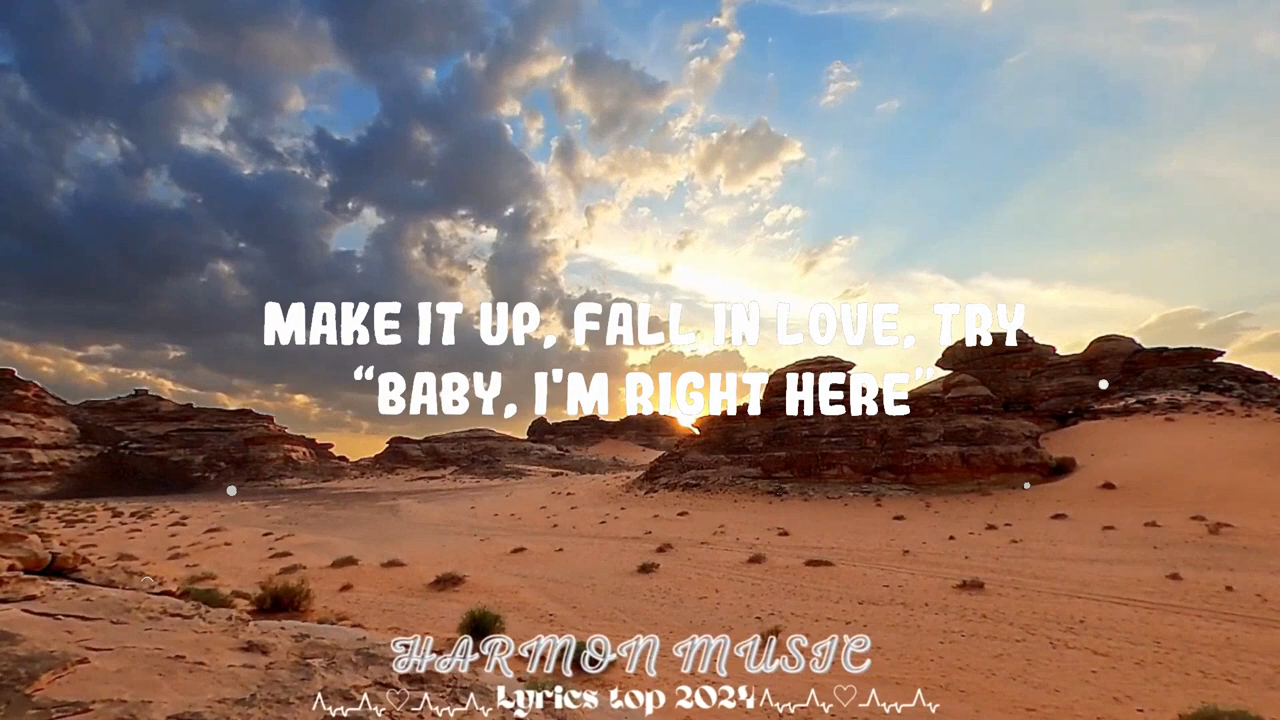 MAKE IT UP, FALL IN LOVE, TRY
“BABY, I'M RIGHT HERE”
HARMON MUSIC
Lyrics top 2024